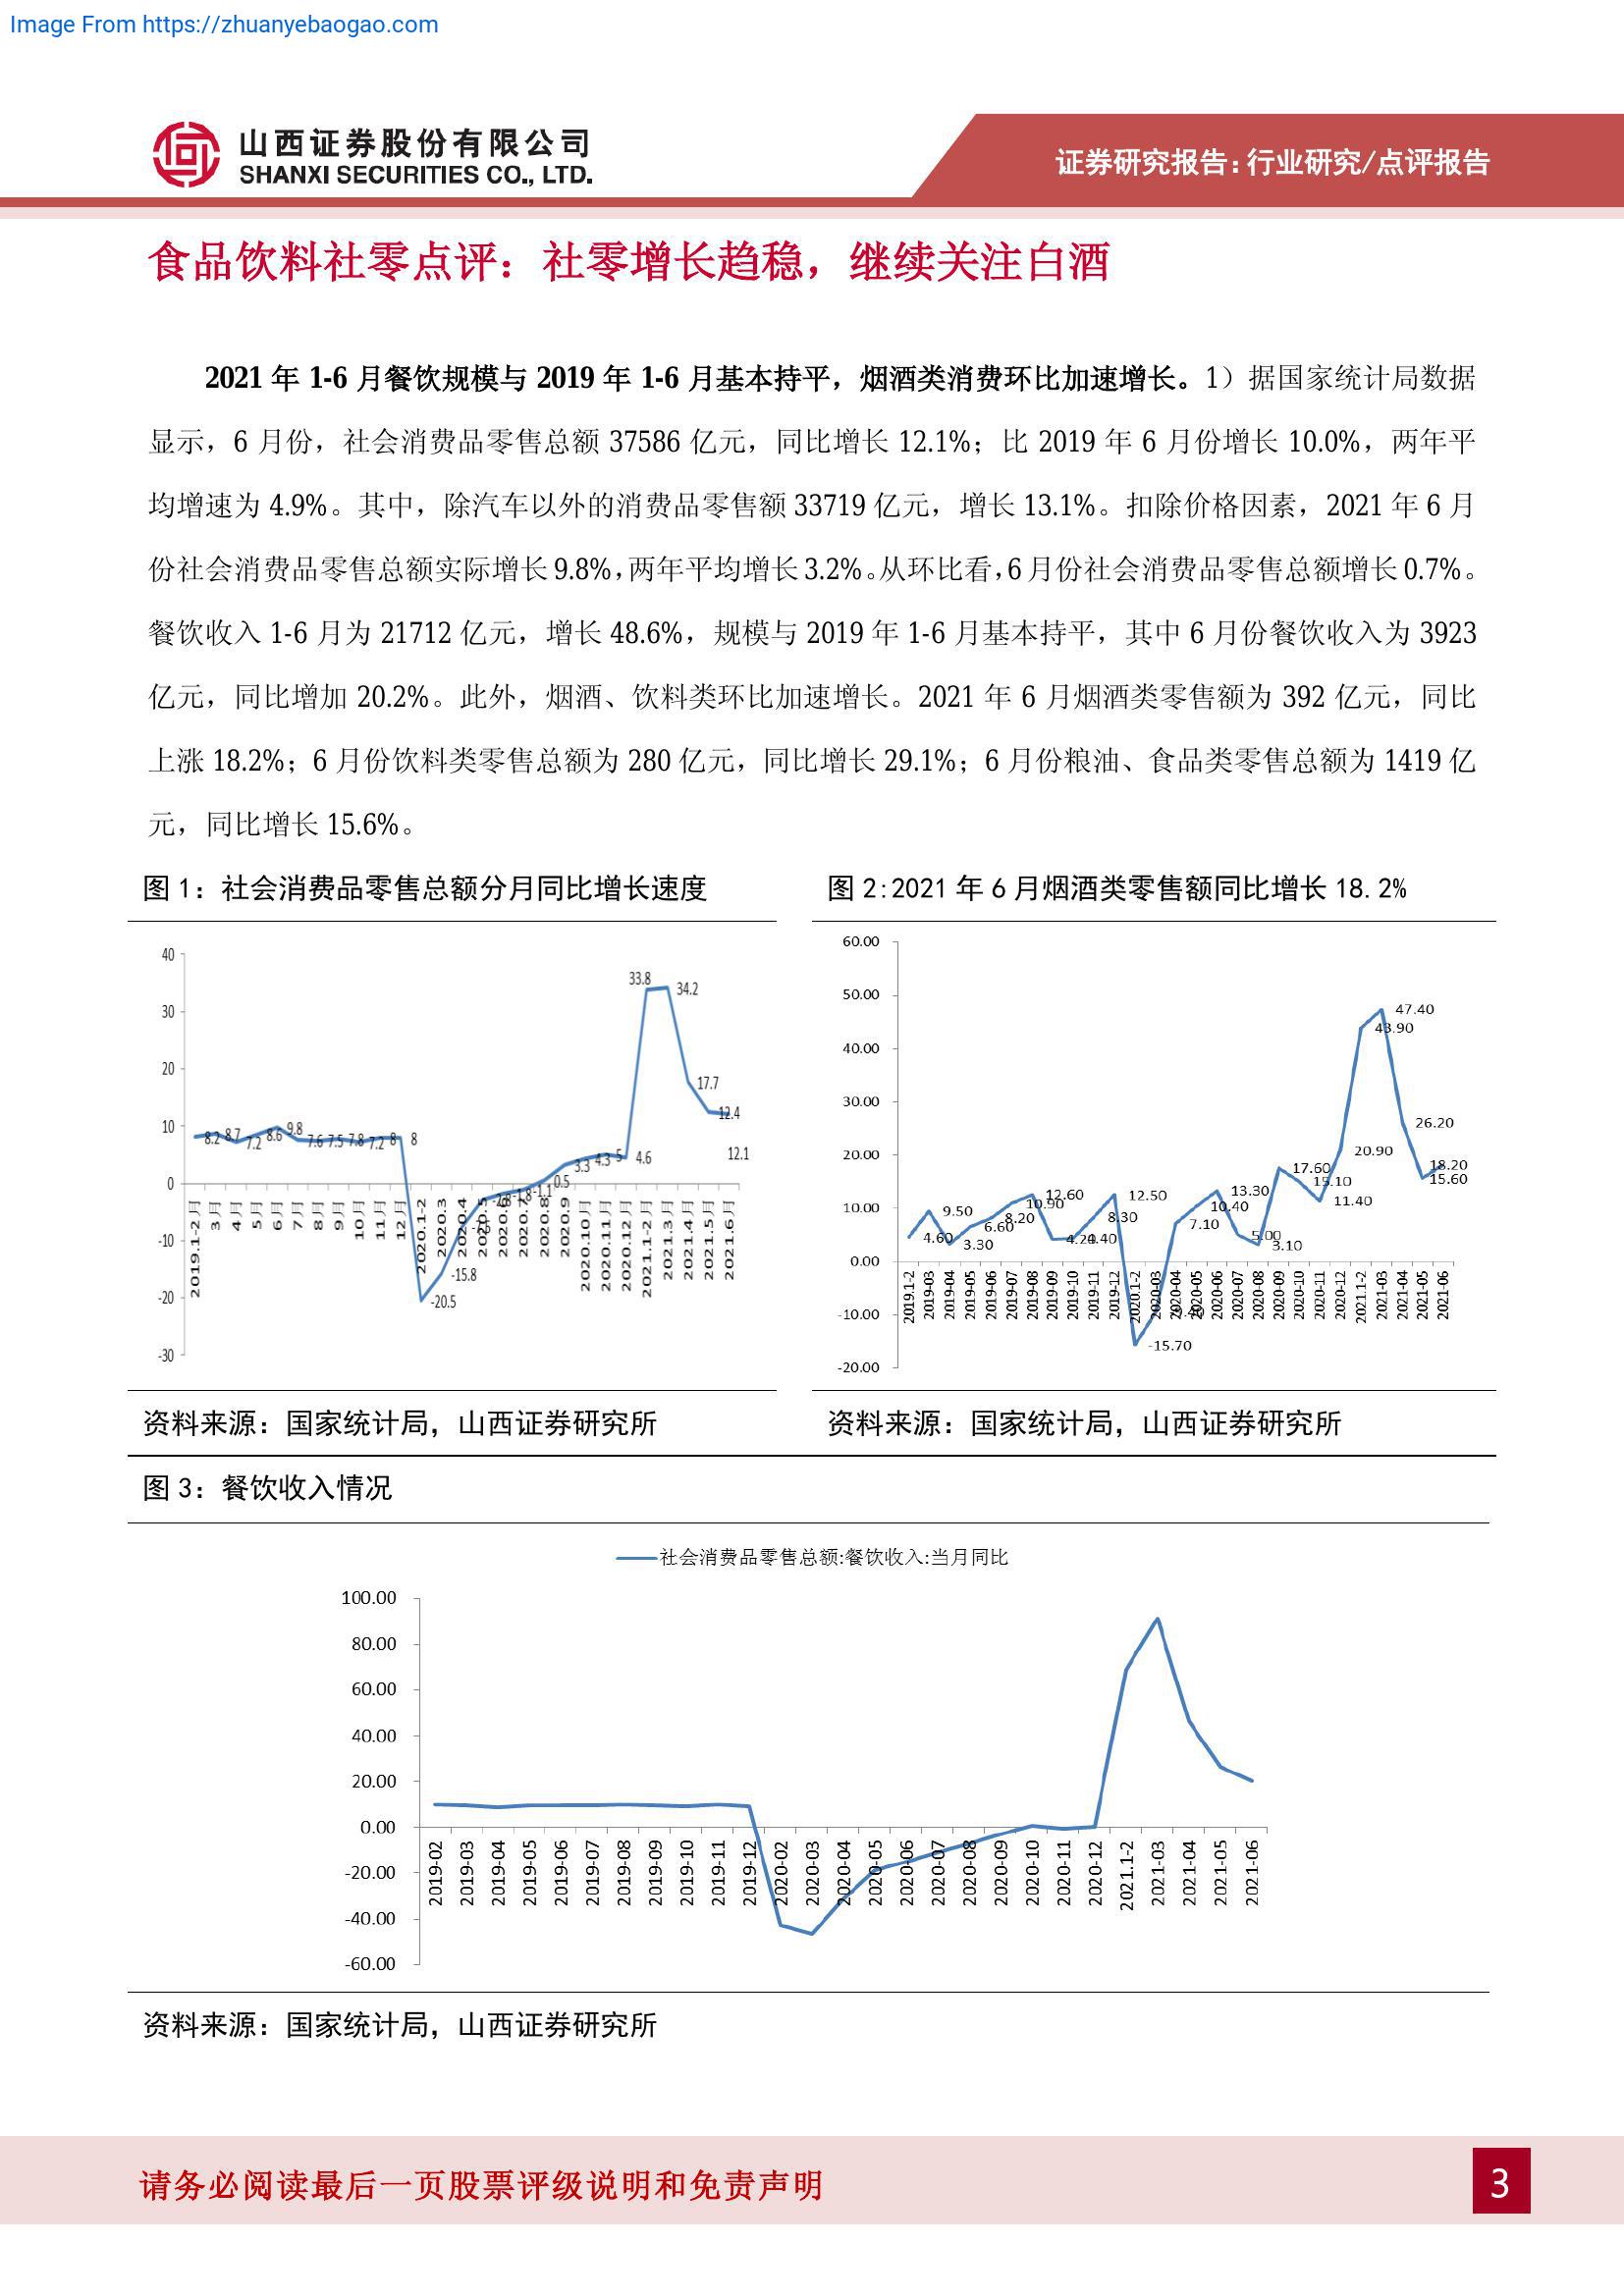 Image From https://zhuanyebaogao.com
山西证券股份有限公司
SHANXI SECURITIES CO., LTD.
证券研究报告：行业研究/点评报告
食品饮料社零点评：社零增长趋稳，继续关注白酒
2021 年 1-6 月餐饮规模与 2019 年 1-6 月基本持平，烟酒类消费环比加速增长。1）据国家统计局数据
显示，6 月份，社会消费品零售总额 37586 亿元，同比增长 12.1%；比 2019 年 6 月份增长 10.0%，两年平
均增速为 4.9%。其中，除汽车以外的消费品零售额 33719 亿元，增长 13.1%。扣除价格因素，2021 年 6 月
份社会消费品零售总额实际增长 9.8%，两年平均增长 3.2%。从环比看，6 月份社会消费品零售总额增长 0.7%。
餐饮收入 1-6 月为 21712 亿元，增长 48.6%，规模与 2019 年 1-6 月基本持平，其中 6 月份餐饮收入为 3923
亿元，同比增加 20.2%。此外，烟酒、饮料类环比加速增长。2021 年 6 月烟酒类零售额为 392 亿元，同比
上涨 18.2%；6 月份饮料类零售总额为 280 亿元，同比增长 29.1%；6 月份粮油、食品类零售总额为 1419 亿
元，同比增长 15.6%。
图 1：社会消费品零售总额分月同比增长速度
40
30
20
10
0
-10
-20
-30
8.2 8.7 7.2 8.6 9.8 7.6 7.5 7.8 7.2 8 8
-20.5
-15.8
-1.8 -1.1 0.5 3.3 4.3 5 4.6
33.8
34.2
17.7
12.4
12.1
2019.1-2月 3月 4月 5月 6月 7月 8月 9月 10月 11月 12月 2020.1-2 2020.3 2020.4 2020.5 2020.6 2020.7 2020.8 2020.9 2020.10月 2020.11月 2020.12月 2021.1-2月 2021.3月 2021.4月 2021.5月 2021.6月
图 2:2021 年 6 月烟酒类零售额同比增长 18.2%
60.00
50.00
40.00
30.00
20.00
10.00
0.00
-10.00
-20.00
4.60 9.50 3.30 6.60 8.20 10.90 12.60 4.20 4.40 8.30 12.50
-15.70
-9.40
7.10 10.40 13.30 5.00 3.10 17.60 15.10 11.40 20.90
43.90
47.40
26.20
15.60
18.20
2019.1-2 2019-03 2019-04 2019-05 2019-06 2019-07 2019-08 2019-09 2019-10 2019-11 2019-12 2020.1-2 2020-03 2020-04 2020-05 2020-06 2020-07 2020-08 2020-09 2020-10 2020-11 2020-12 2021.1-2 2021-03 2021-04 2021-05 2021-06
资料来源：国家统计局，山西证券研究所
资料来源：国家统计局，山西证券研究所
图 3：餐饮收入情况
社会消费品零售总额:餐饮收入:当月同比
100.00
80.00
60.00
40.00
20.00
0.00
-20.00
-40.00
-60.00
2019-02 2019-03 2019-04 2019-05 2019-06 2019-07 2019-08 2019-09 2019-10 2019-11 2019-12 2020-02 2020-03 2020-04 2020-05 2020-06 2020-07 2020-08 2020-09 2020-10 2020-11 2020-12 2021.1-2 2021-03 2021-04 2021-05 2021-06
资料来源：国家统计局，山西证券研究所
请务必阅读最后一页股票评级说明和免责声明
3